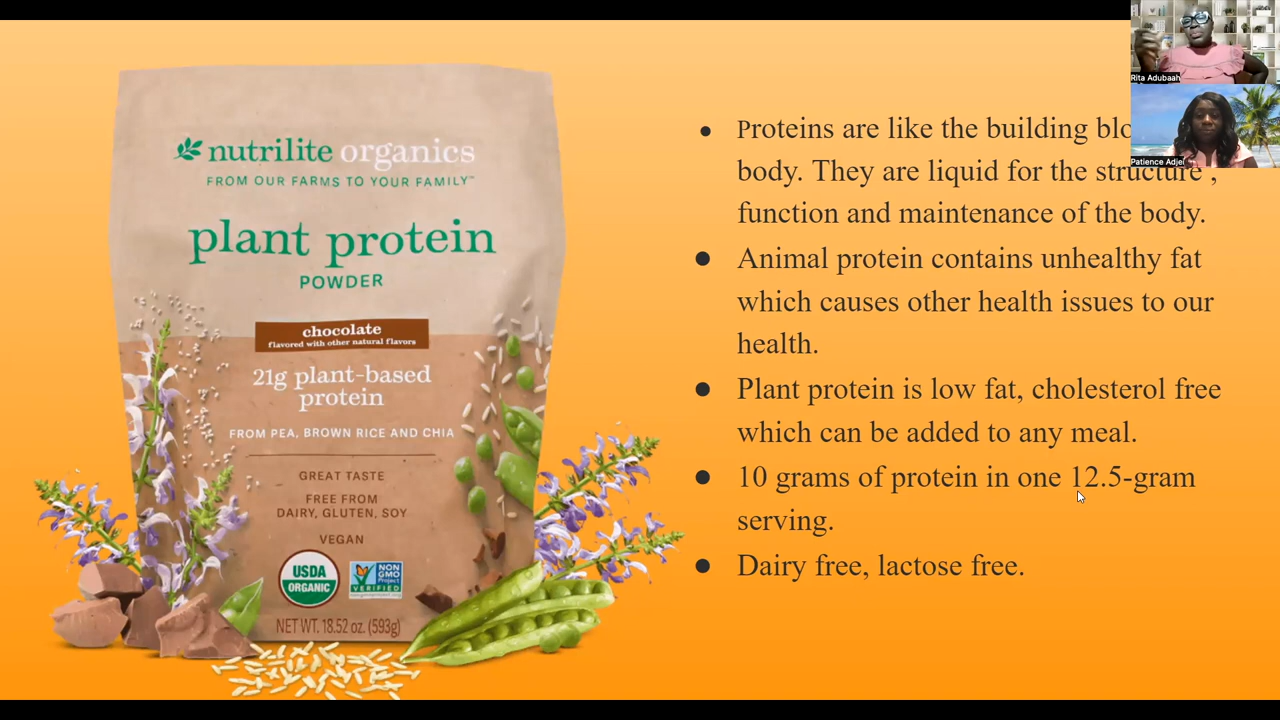 nutrilite organics
FROM OUR FARMS TO YOUR FAMILY™
plant protein
POWDER
chocolate
flavored with other natural flavors
21g plant-based
protein
FROM PEA, BROWN RICE AND CHIA
GREAT TASTE
FREE FROM
DAIRY, GLUTEN, SOY
VEGAN
USDA
ORGANIC
NON
GMO
Project
VERIFIED
NET WT. 18.52 oz. (593g)
• Proteins are like the building
body. They are liquid for the structure ,
function and maintenance of the body.
• Animal protein contains unhealthy fat
which causes other health issues to our
health.
• Plant protein is low fat, cholesterol free
which can be added to any meal.
• 10 grams of protein in one 12.5-gram
serving.
• Dairy free, lactose free.
Rita Adubaah
Patience Adjei